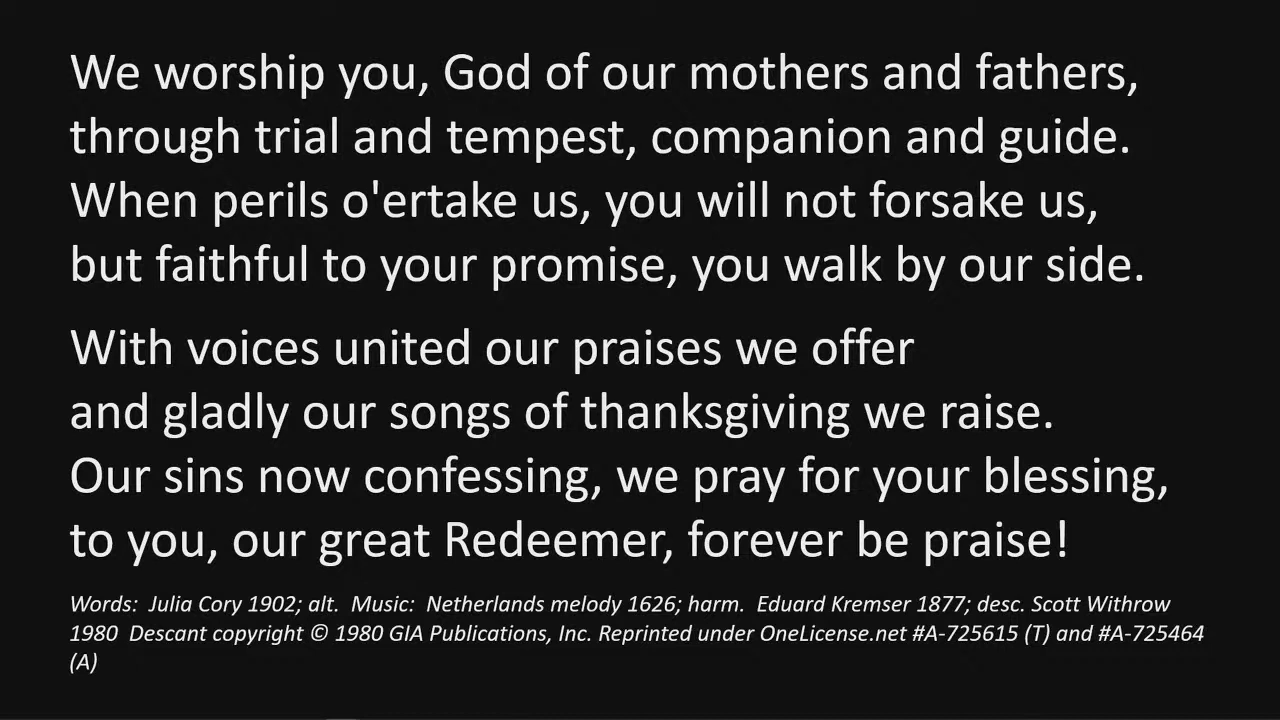 We worship you, God of our mothers and fathers,
through trial and tempest, companion and guide.
When perils o'ertake us, you will not forsake us,
but faithful to your promise, you walk by our side.
With voices united our praises we offer
and gladly our songs of thanksgiving we raise.
Our sins now confessing, we pray for your blessing,
to you, our great Redeemer, forever be praise!
Words:  Julia Cory 1902; alt.  Music:  Netherlands melody 1626; harm.  Eduard Kremser 1877; desc. Scott Withrow
1980  Descant copyright © 1980 GIA Publications, Inc. Reprinted under OneLicense.net #A-725615 (T) and #A-725464
(A)